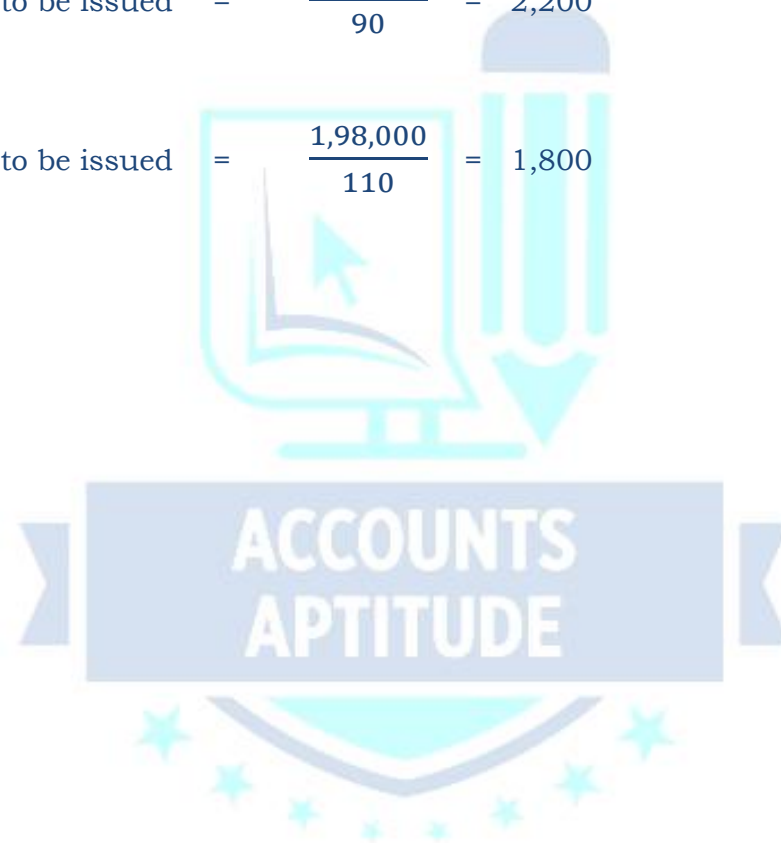 to be issued = = 2,200
90
1,98,000
to be issued = = 1,800
110
ACCOUNTS
APTITUDE